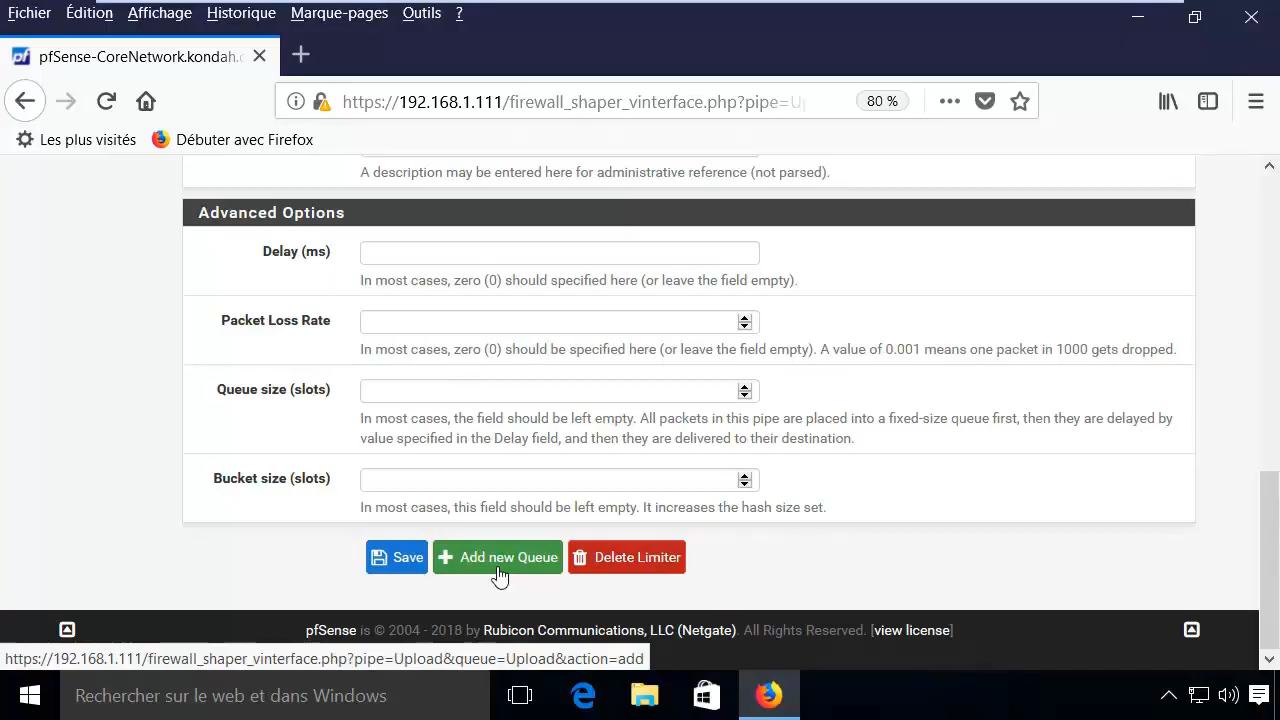 Fichier Édition Affichage Historique Marque-pages Outils ?
pfSense-CoreNetwork.kondah.
https://192.168.1.111/firewall_shaper_vinterface.php?pipe=U
80 %
Les plus visités Débuter avec Firefox
A description may be entered here for administrative reference (not parsed).
Advanced Options
Delay (ms)
In most cases, zero (0) should specified here (or leave the field empty).
Packet Loss Rate
In most cases, zero (0) should be specified here (or leave the field empty). A value of 0.001 means one packet in 1000 gets dropped.
Queue size (slots)
In most cases, the field should be left empty. All packets in this pipe are placed into a fixed-size queue first, then they are delayed by
value specified in the Delay field, and then they are delivered to their destination.
Bucket size (slots)
In most cases, this field should be left empty. It increases the hash size set.
Save Add new Queue Delete Limiter
pfSense is © 2004 - 2018 by Rubicon Communications, LLC (Netgate). All Rights Reserved. [view license]
https://192.168.1.111/firewall_shaper_vinterface.php?pipe=Upload&queue=Upload&action=add
Rechercher sur le web et dans Windows